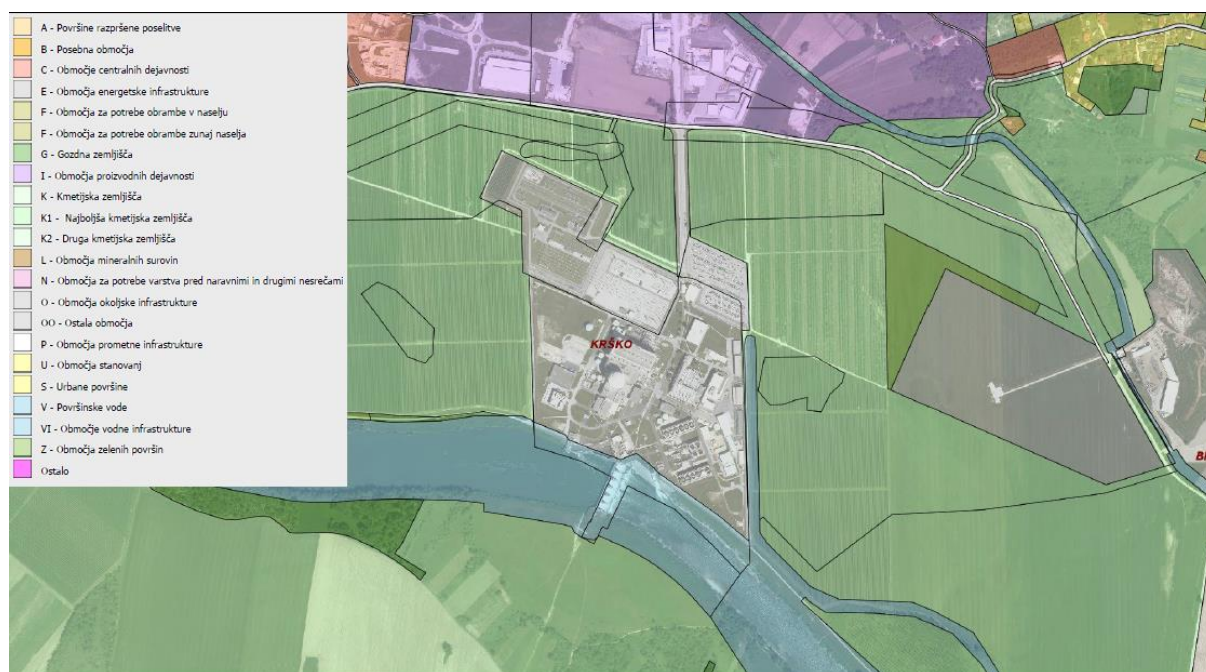 A - Površine razpršene poselitve
B - Posebna območja
C - Območje centralnih dejavnosti
E - Območja energetske infrastrukture
F - Območja za potrebe obrambe v naselju
F - Območja za potrebe obrambe zunaj naselja
G - Gozdna zemljišča
I - Območja proizvodnih dejavnosti
K - Kmetijska zemljišča
K1 - Najboljša kmetijska zemljišča
K2 - Druga kmetijska zemljišča
L - Območja mineralnih surovin
N - Območja za potrebe varstva pred naravnimi in drugimi nesrečami
O - Območja okoljske infrastrukture
OO - Ostala območja
P - Območja prometne infrastrukture
U - Območja stanovanj
S - Urbane površine
V - Površinske vode
VI - Območje vodne infrastrukture
Z - Območja zelenih površin
Ostalo
KRŠKO